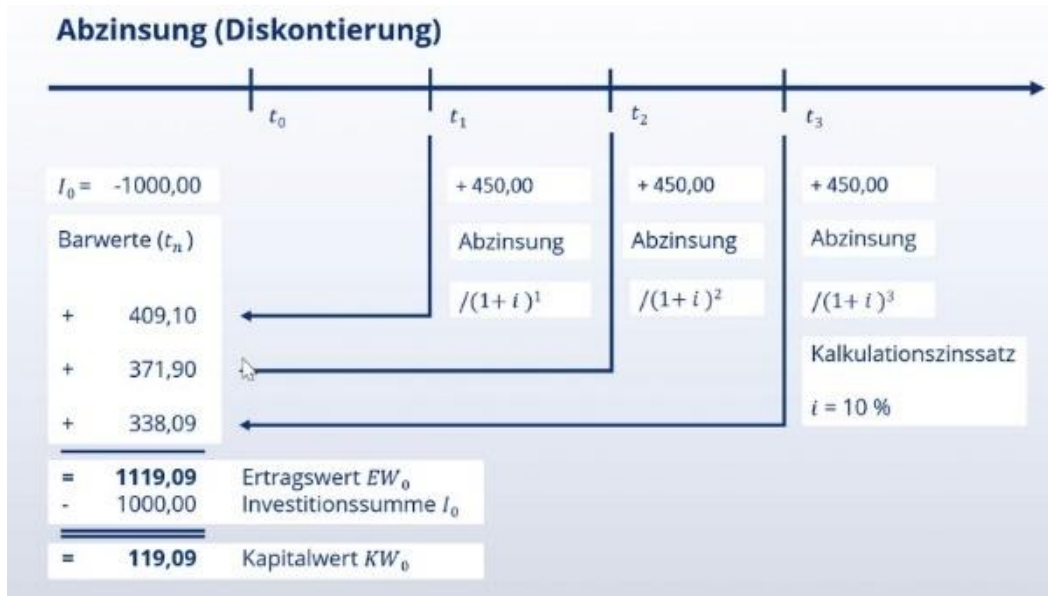 Abzinsung (Diskontierung)
t₀ t₁ t₂ t₃
I₀ = -1000,00 + 450,00 + 450,00 + 450,00
Barwerte (tₙ) Abzinsung Abzinsung Abzinsung
/(1+ i )¹ /(1+ i )² /(1+ i )³
+ 409,10
Kalkulationszinssatz
+ 371,90
i = 10 %
+ 338,09
= 1119,09 Ertragswert EW₀
- 1000,00 Investitionssumme I₀
= 119,09 Kapitalwert KW₀